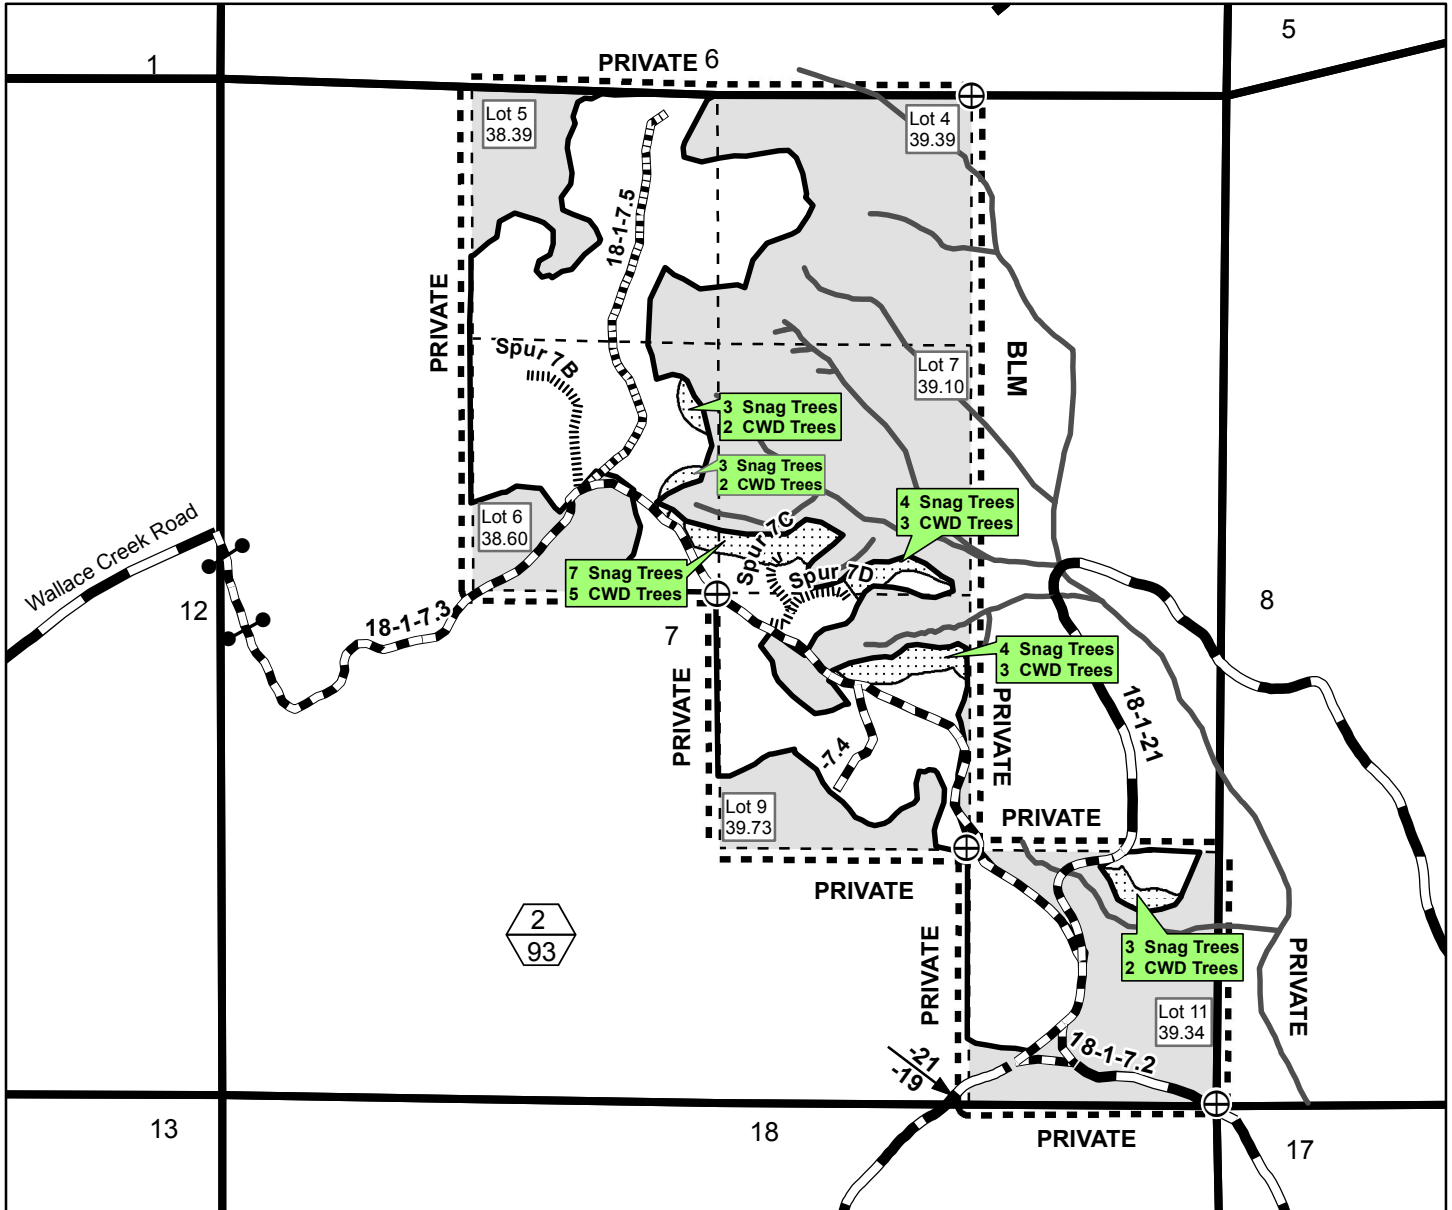 1
PRIVATE
6
5
Lot 5
38.39
Lot 4
39.39
18-1-7.5
PRIVATE
BLM
Spur 7B
Lot 7
39.10
3 Snag Trees
2 CWD Trees
3 Snag Trees
2 CWD Trees
4 Snag Trees
3 CWD Trees
Lot 6
38.60
Wallace Creek Road
Spur 7C
Spur 7D
7 Snag Trees
5 CWD Trees
12
18-1-7.3
7
8
4 Snag Trees
3 CWD Trees
PRIVATE
PRIVATE
18-1-21
-7.4
Lot 9
39.73
PRIVATE
PRIVATE
2
93
PRIVATE
3 Snag Trees
2 CWD Trees
PRIVATE
Lot 11
39.34
18-1-7.2
-21
-19
13
18
PRIVATE
17